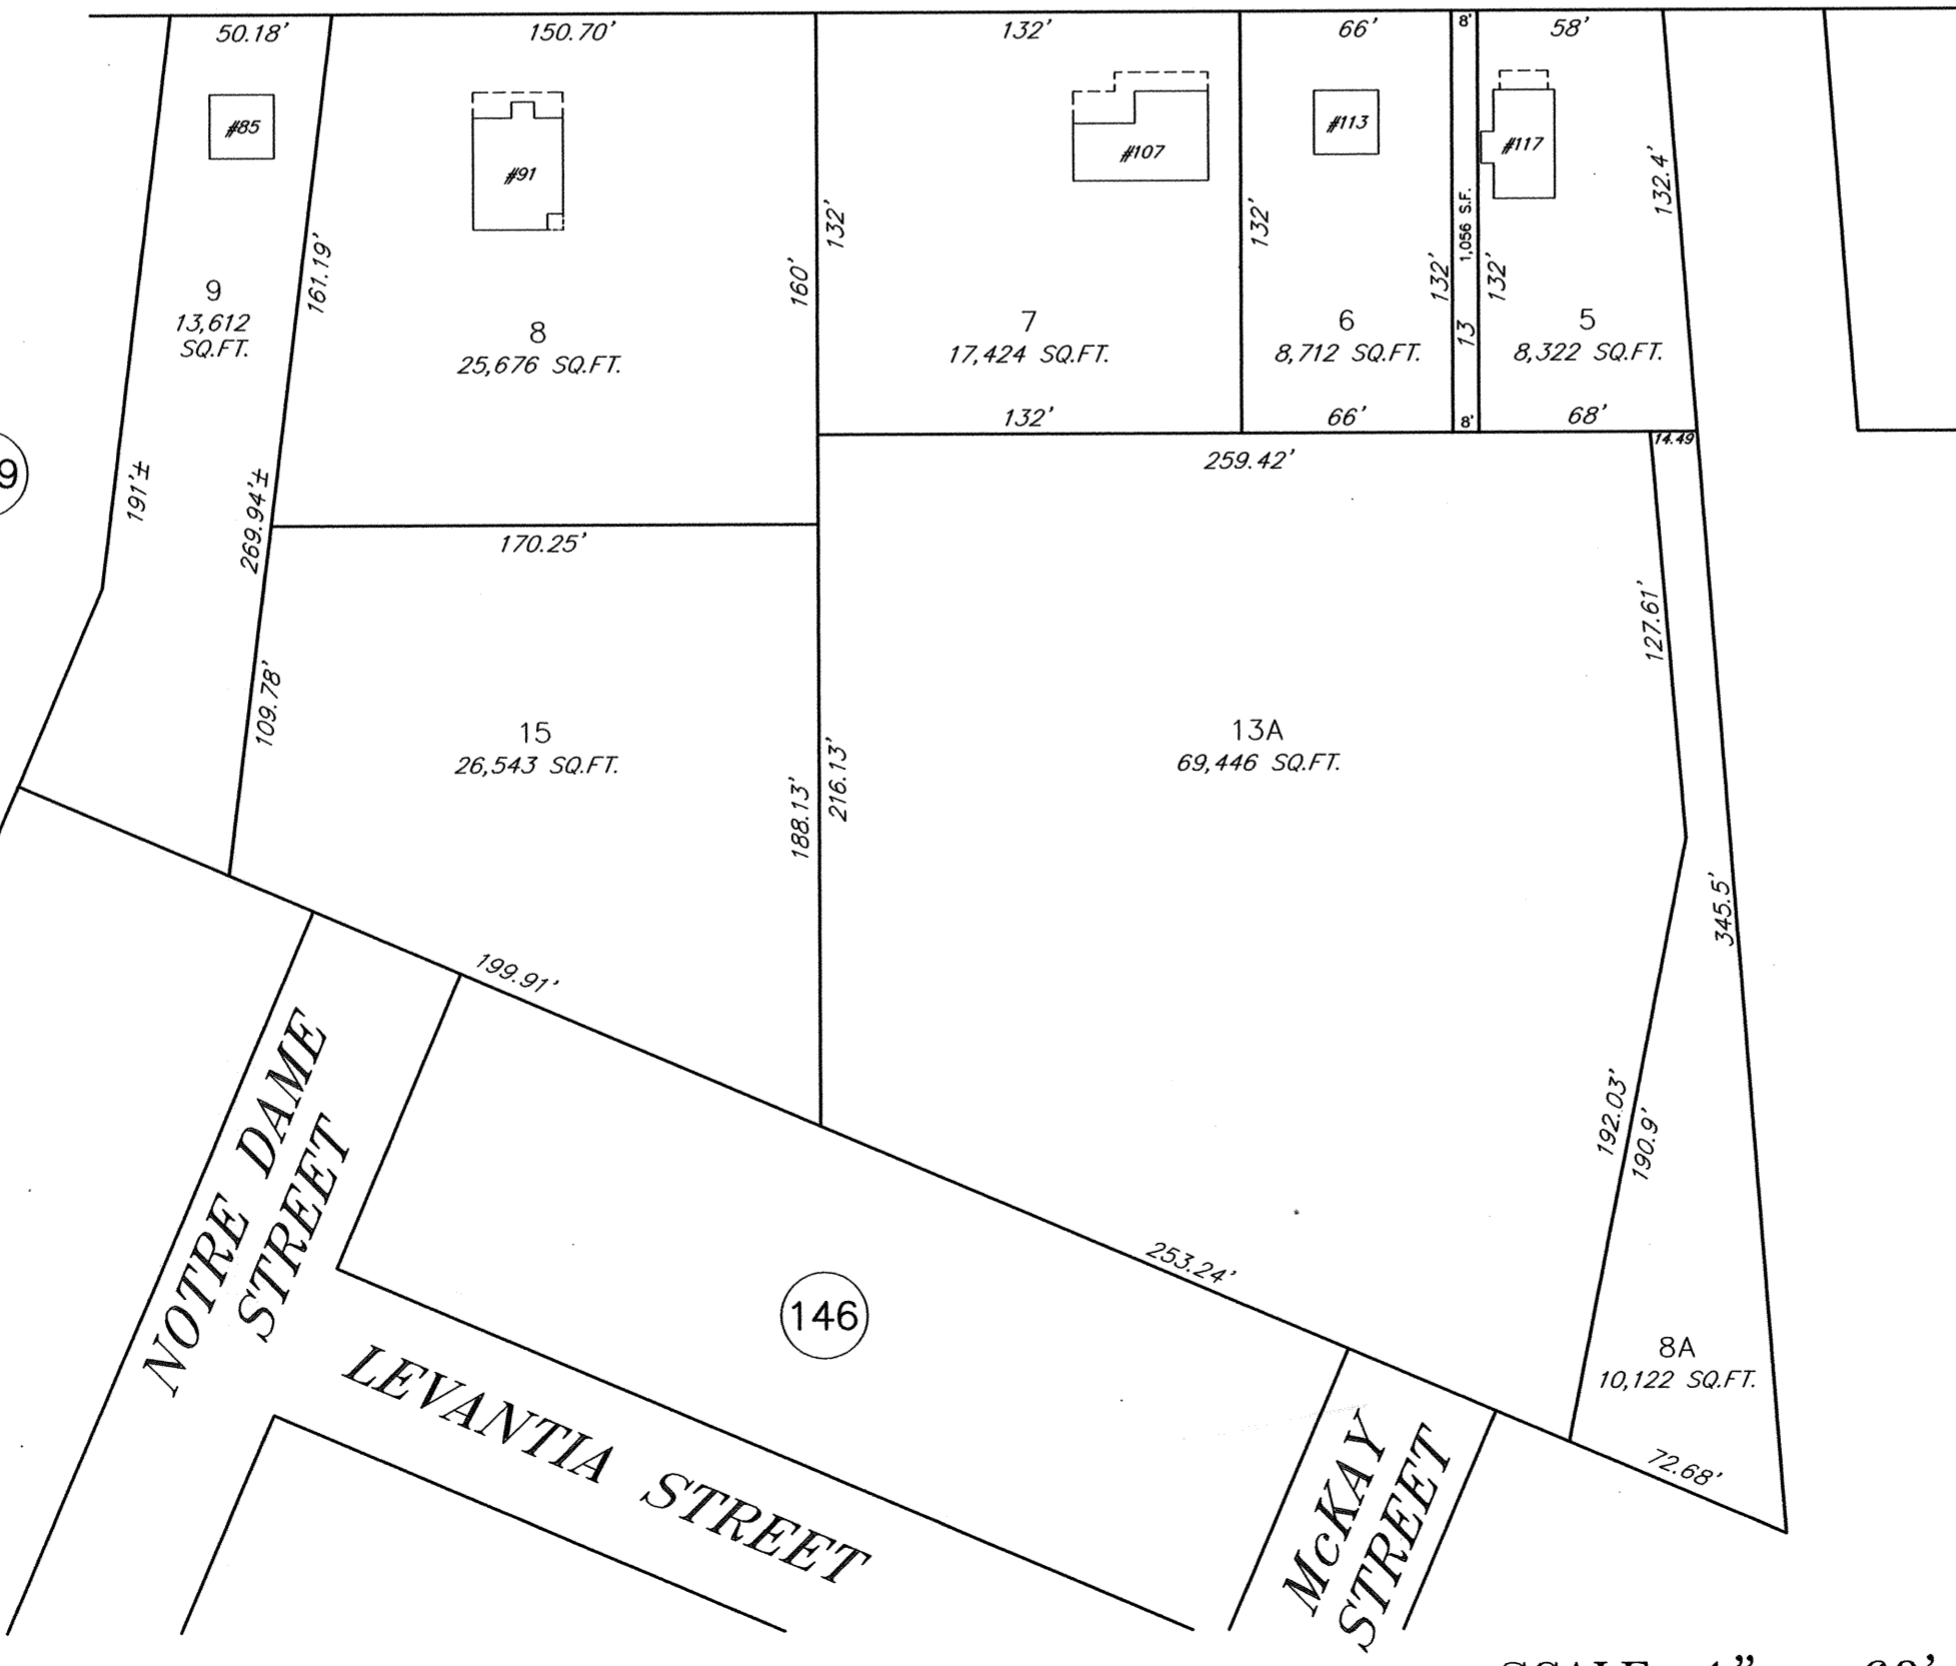 50.18'
150.70'
132'
66'
8'
58'
#85
#91
#107
#113
#117
161.19'
160'
132'
132'
132'
1,056 S.F.
13
132'
132.4'
9
13,612
SQ.FT.
8
25,676 SQ.FT.
7
17,424 SQ.FT.
6
8,712 SQ.FT.
5
8,322 SQ.FT.
132'
66'
8'
68'
14.49
9
191'±
269.94'±
170.25'
259.42'
109.78'
15
26,543 SQ.FT.
188.13'
216.13'
13A
69,446 SQ.FT.
127.61'
345.5'
199.91'
253.24'
192.03'
190.9'
8A
10,122 SQ.FT.
72.68'
146
NOTRE DAME
STREET
LEVANTIA STREET
McKAY
STREET